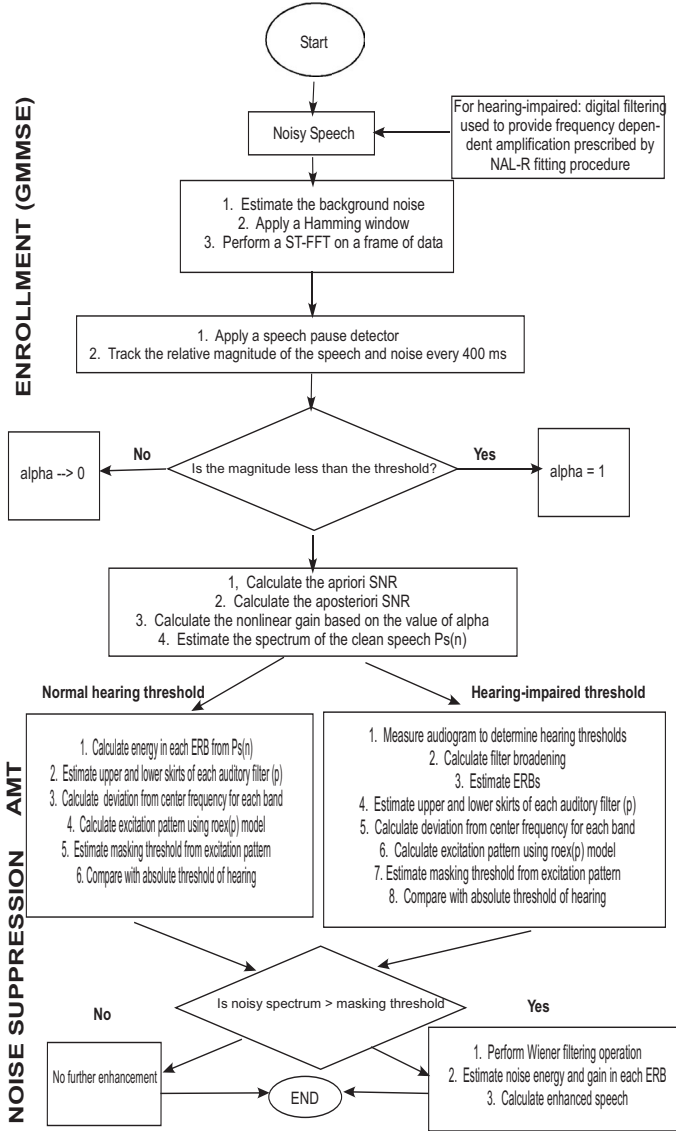 Start
ENROLLMENT (GMMSE)
Noisy Speech
For hearing-impaired: digital filtering
used to provide frequency depen-
dent amplification prescribed by
NAL-R fitting procedure
1. Estimate the background noise
2. Apply a Hamming window
3. Perform a ST-FFT on a frame of data
1. Apply a speech pause detector
2. Track the relative magnitude of the speech and noise every 400 ms
Is the magnitude less than the threshold?
No
alpha --> 0
Yes
alpha = 1
1, Calculate the apriori SNR
2. Calculate the aposteriori SNR
3. Calculate the nonlinear gain based on the value of alpha
4. Estimate the spectrum of the clean speech Ps(n)
NOISE SUPPRESSION AMT
Normal hearing threshold
1. Calculate energy in each ERB from Ps(n)
2. Estimate upper and lower skirts of each auditory filter (p)
3. Calculate deviation from center frequency for each band
4. Calculate excitation pattern using roex(p) model
5. Estimate masking threshold from excitation pattern
6. Compare with absolute threshold of hearing
Hearing-impaired threshold
1. Measure audiogram to determine hearing thresholds
2. Calculate filter broadening
3. Estimate ERBs
4. Estimate upper and lower skirts of each auditory filter (p)
5. Calculate deviation from center frequency for each band
6. Calculate excitation pattern using roex(p) model
7. Estimate masking threshold from excitation pattern
8. Compare with absolute threshold of hearing
Is noisy spectrum > masking threshold
No
No further enhancement
Yes
1. Perform Wiener filtering operation
2. Estimate noise energy and gain in each ERB
3. Calculate enhanced speech
END